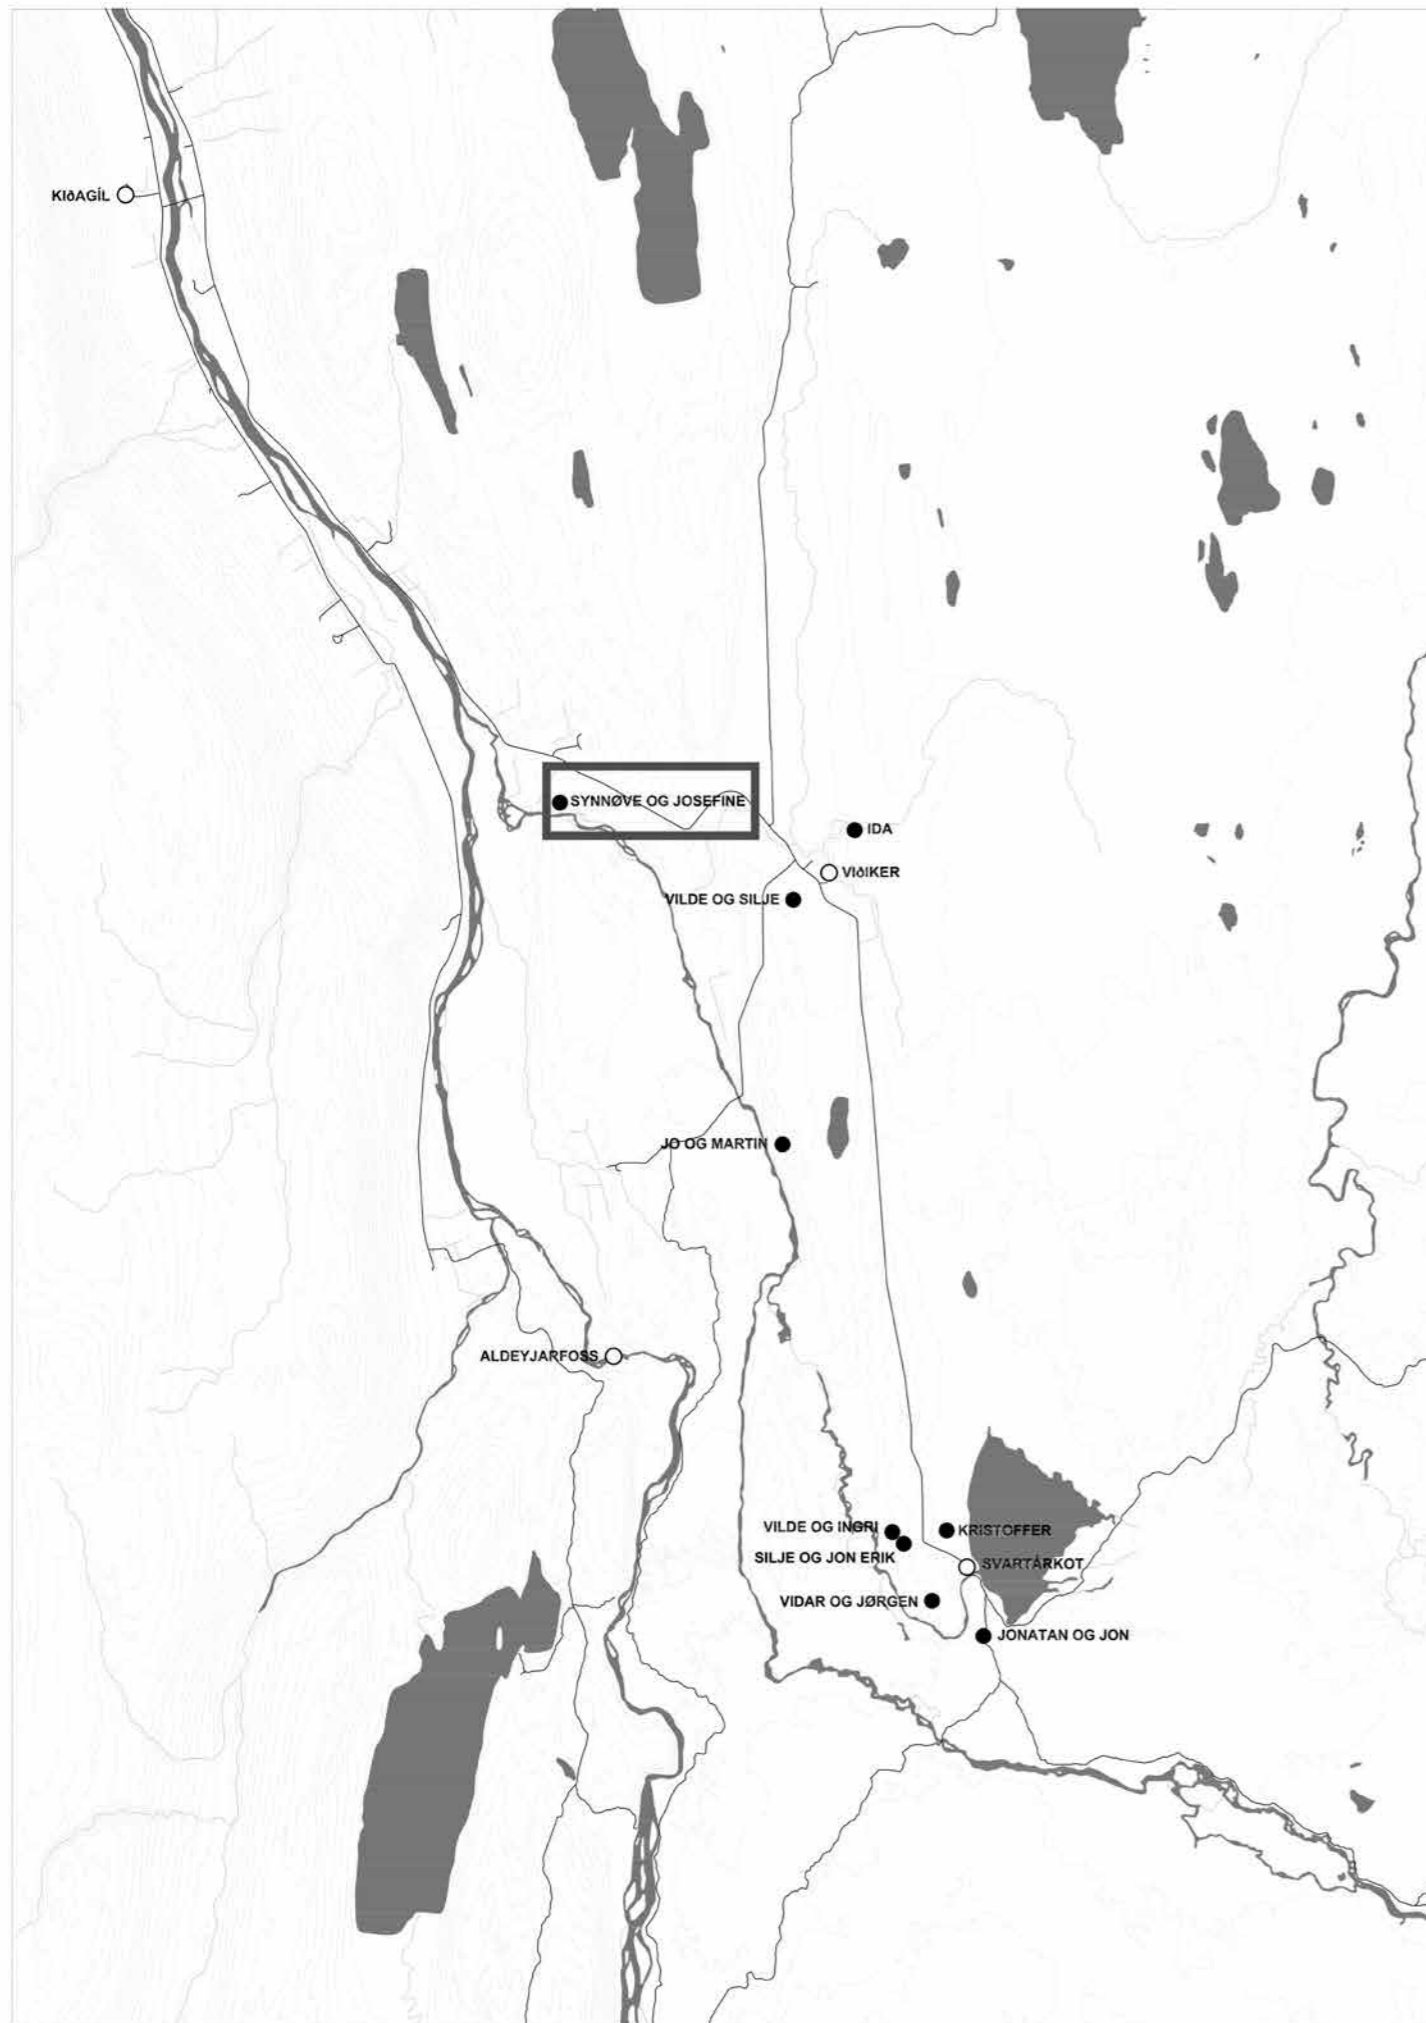 KIðAGÍL
SYNNØVE OG JOSEFINE
IDA
VIðIKER
VILDE OG SILJE
JO OG MARTIN
ALDEYJARFOSS
VILDE OG INGRI
KRISTOFFER
SILJE OG JON ERIK
SVARTÁRKOT
VIDAR OG JØRGEN
JONATAN OG JON